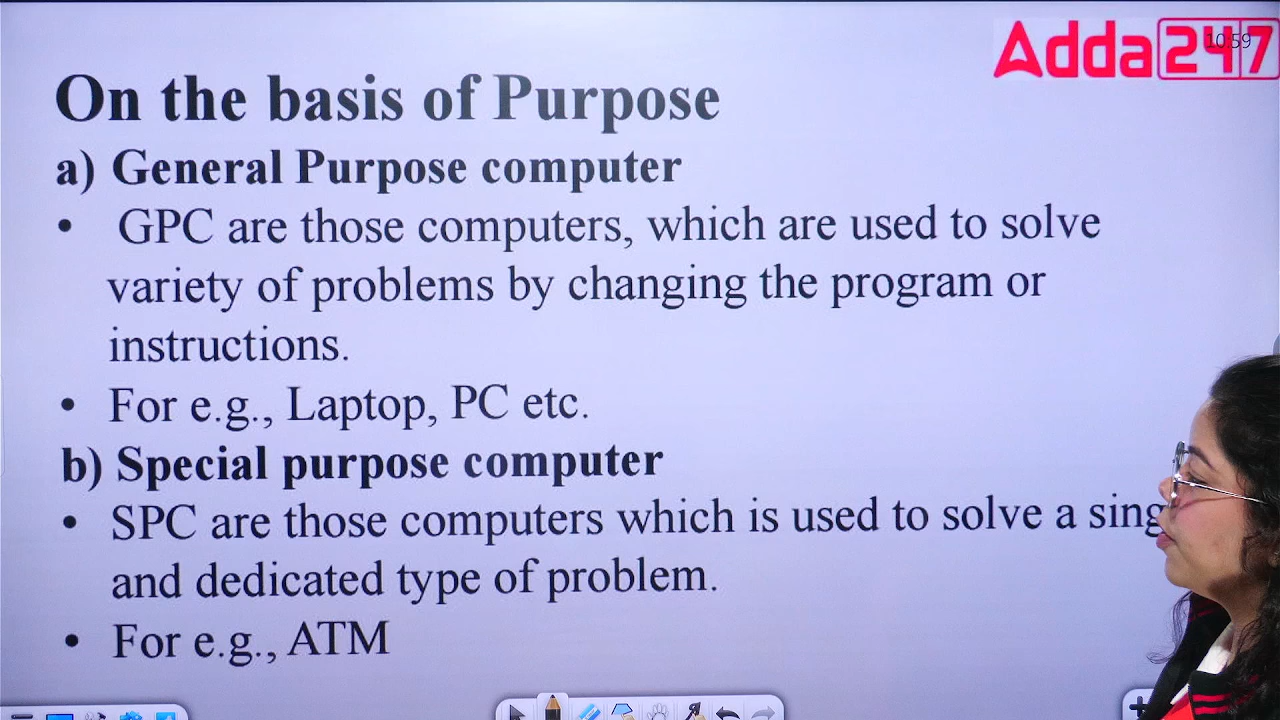 Adda247
10:59
On the basis of Purpose
a) General Purpose computer
• GPC are those computers, which are used to solve
variety of problems by changing the program or
instructions.
• For e.g., Laptop, PC etc.
b) Special purpose computer
• SPC are those computers which is used to solve a
and dedicated type of problem.
• For e.g., ATM